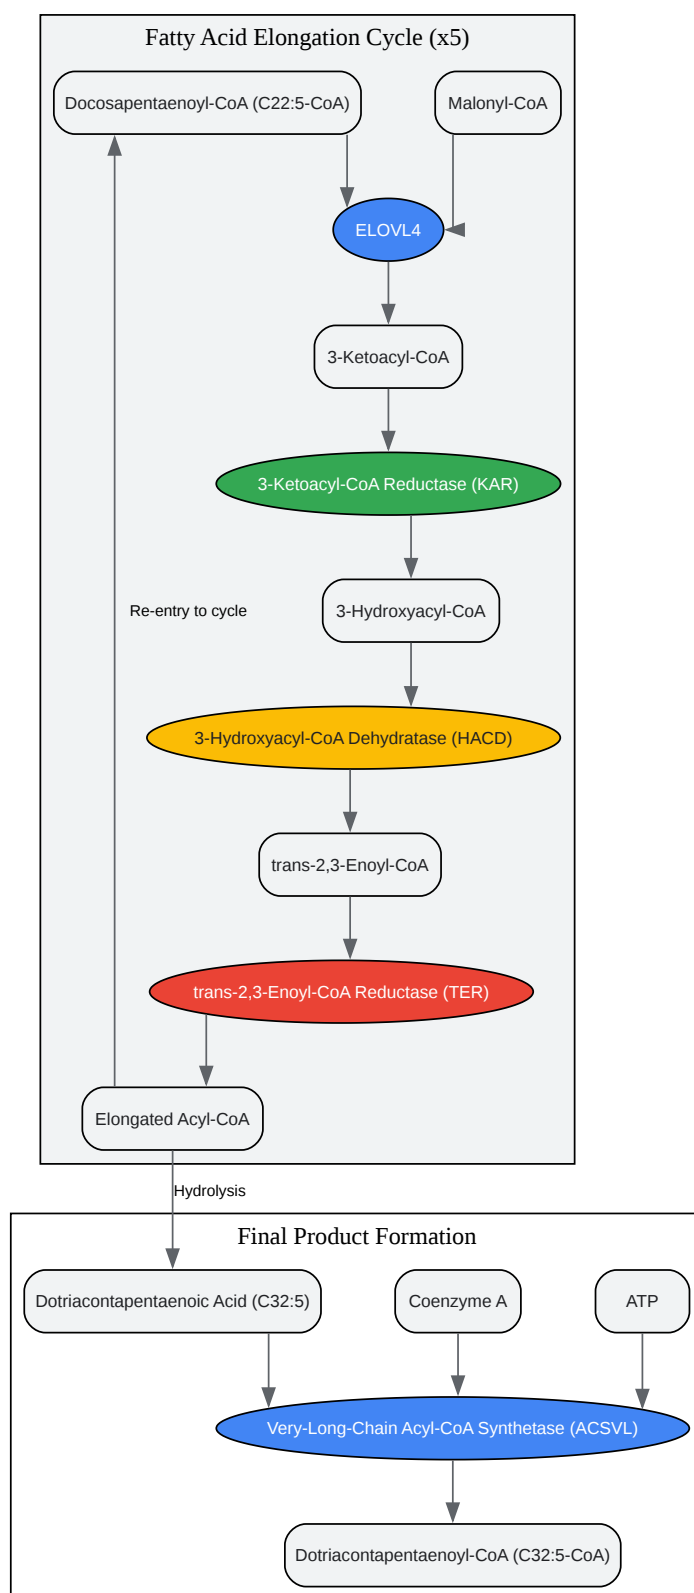 Fatty Acid Elongation Cycle (x5)
Docosapentaenoyl-CoA (C22:5-CoA)
Malonyl-CoA
ELOVL4
3-Ketoacyl-CoA
3-Ketoacyl-CoA Reductase (KAR)
Re-entry to cycle
3-Hydroxyacyl-CoA
3-Hydroxyacyl-CoA Dehydratase (HACD)
trans-2,3-Enoyl-CoA
trans-2,3-Enoyl-CoA Reductase (TER)
Elongated Acyl-CoA
Hydrolysis
Final Product Formation
Dotriacontapentaenoic Acid (C32:5)
Coenzyme A
ATP
Very-Long-Chain Acyl-CoA Synthetase (ACSVL)
Dotriacontapentaenoyl-CoA (C32:5-CoA)